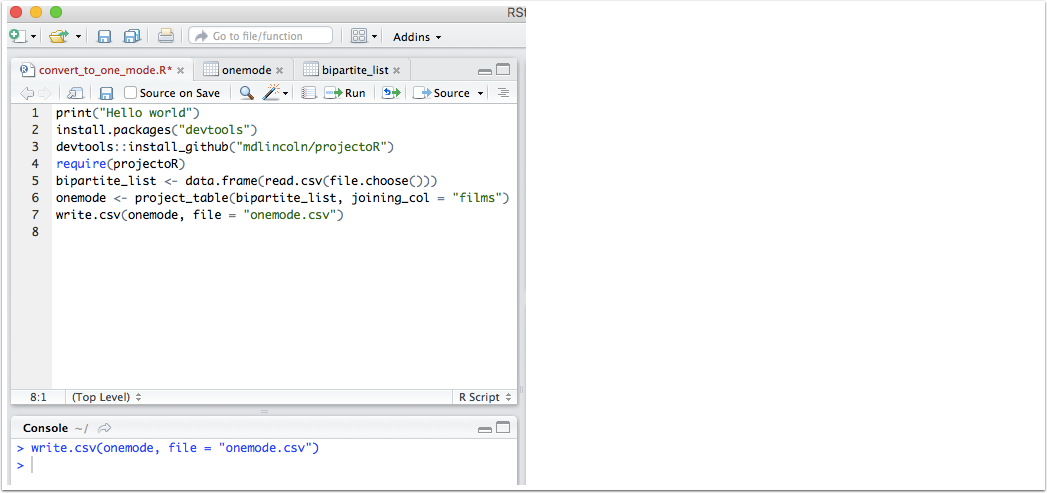 RSt
Go to file/function
Addins
convert_to_one_mode.R*
onemode
bipartite_list
Source on Save
Run
Source
1 print("Hello world")
2 install.packages("devtools")
3 devtools::install_github("mdlincoln/projectoR")
4 require(projectoR)
5 bipartite_list <- data.frame(read.csv(file.choose()))
6 onemode <- project_table(bipartite_list, joining_col = "films")
7 write.csv(onemode, file = "onemode.csv")
8
8:1 (Top Level) R Script
Console ~/
> write.csv(onemode, file = "onemode.csv")
>